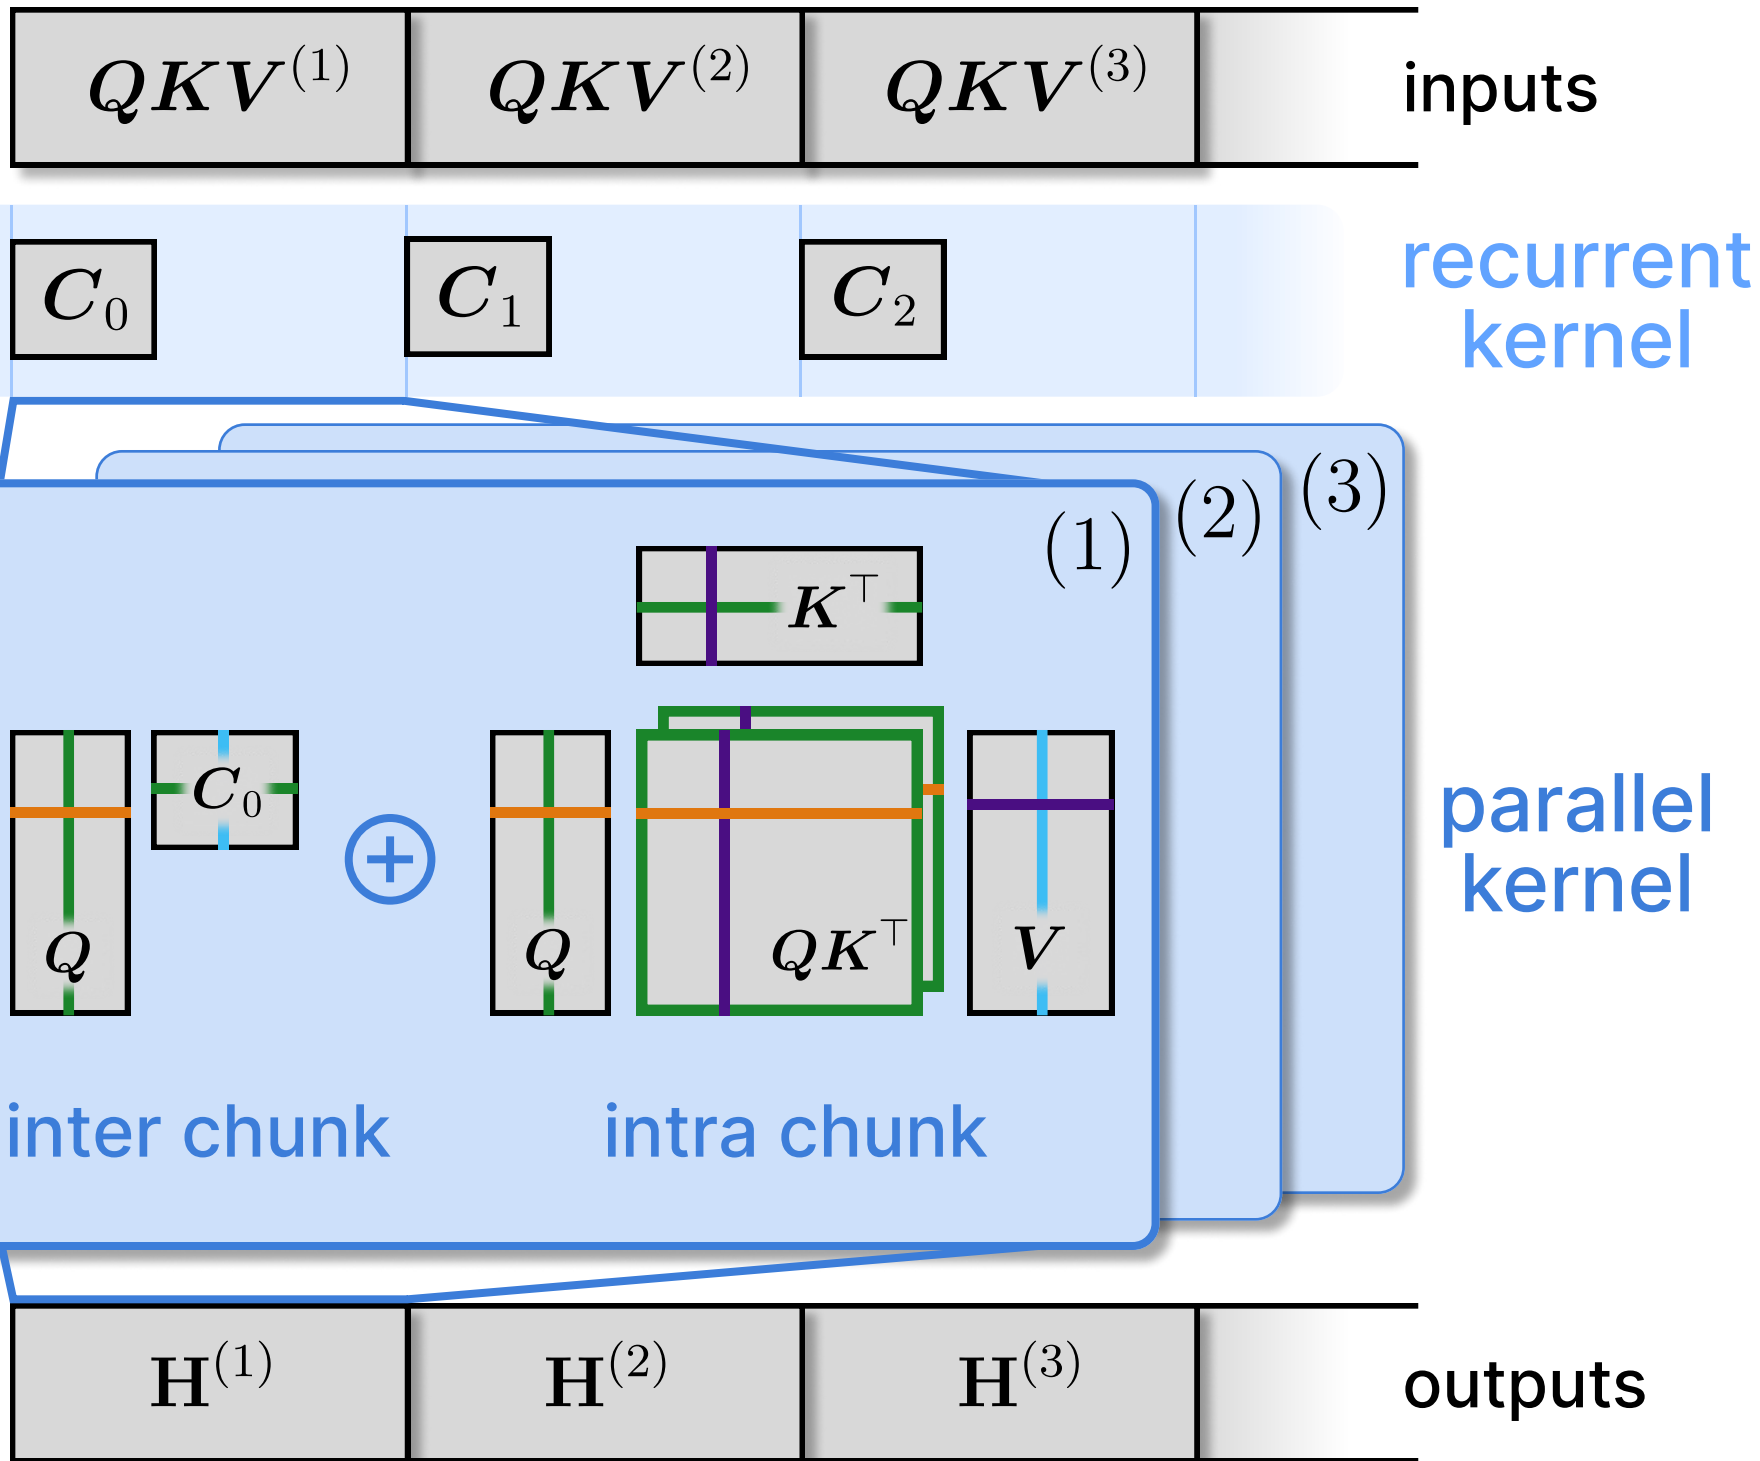 QKV^(1) QKV^(2) QKV^(3) inputs
C_0 C_1 C_2 recurrent kernel
(1) (2) (3)
K^⊤
Q C_0 + Q QK^⊤ V
parallel kernel
inter chunk intra chunk
H^(1) H^(2) H^(3) outputs